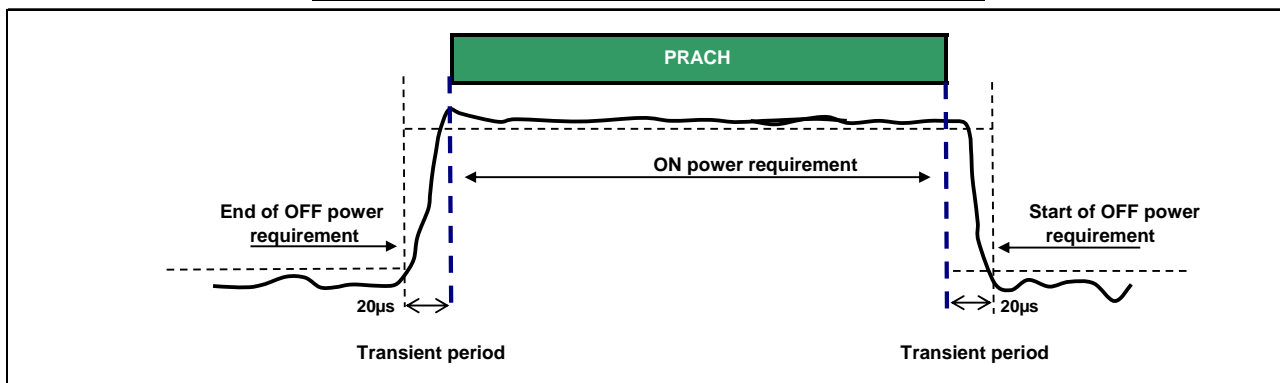 PRACH
ON power requirement
End of OFF power
requirement
Start of OFF power
requirement
20µs
20µs
Transient period
Transient period